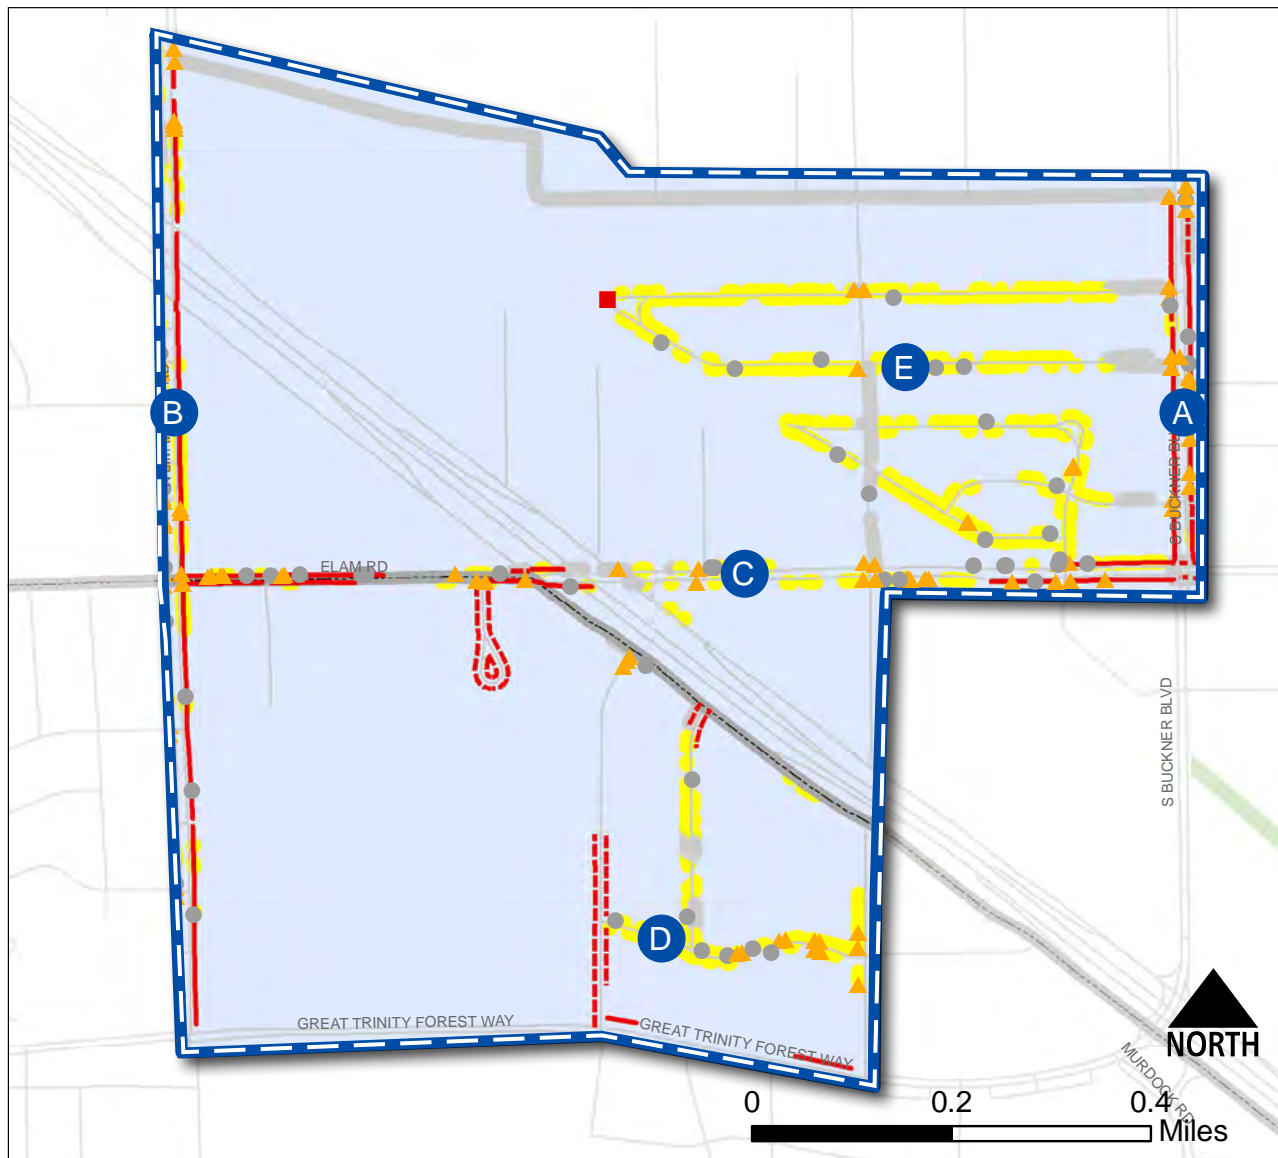 E
B
A
S BUCKNER BL
ELAM RD
C
S BUCKNER BLVD
D
GREAT TRINITY FOREST WAY
GREAT TRINITY FOREST WAY
NORTH
MURDOCK RD
0 0.2 0.4
Miles